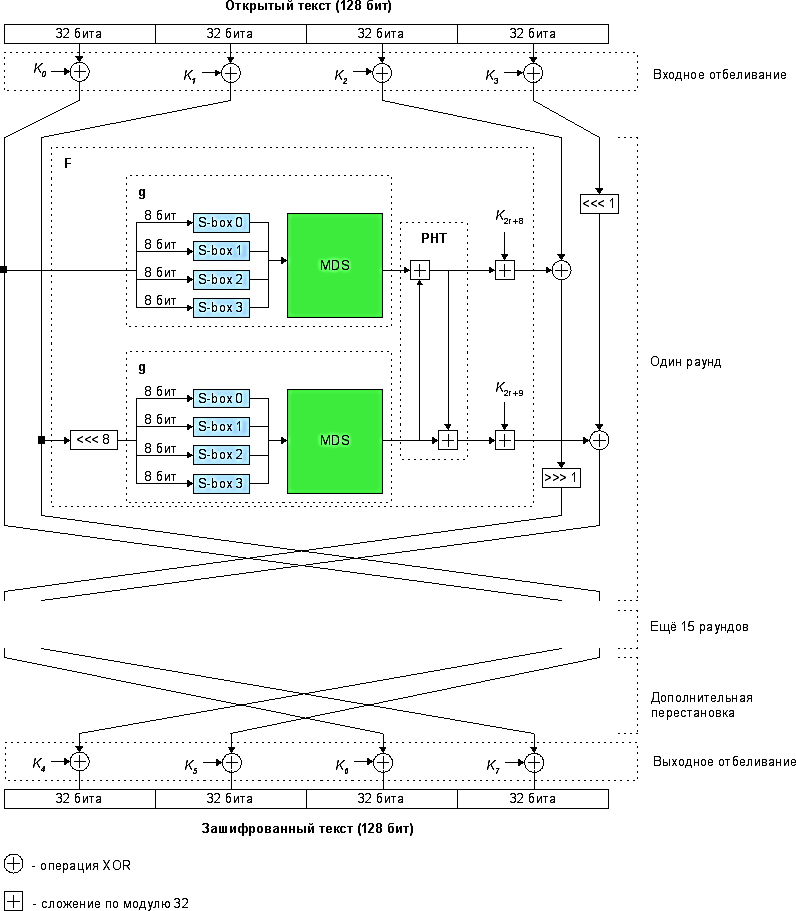 Открытый текст (128 бит)
32 бита 32 бита 32 бита 32 бита
K0 K1 K2 K3 Входное отбеливание
F
g
<<< 1
8 бит S-box 0
K2r+8
8 бит S-box 1
PHT
MDS
8 бит S-box 2
8 бит S-box 3
Один раунд
g
8 бит S-box 0
K2r+9
8 бит S-box 1
<<< 8
MDS
8 бит S-box 2
8 бит S-box 3
>>> 1
Ещё 15 раундов
Дополнительная
перестановка
K4 K5 K6 K7 Выходное отбеливание
32 бита 32 бита 32 бита 32 бита
Зашифрованный текст (128 бит)
- операция XOR
- сложение по модулю 32